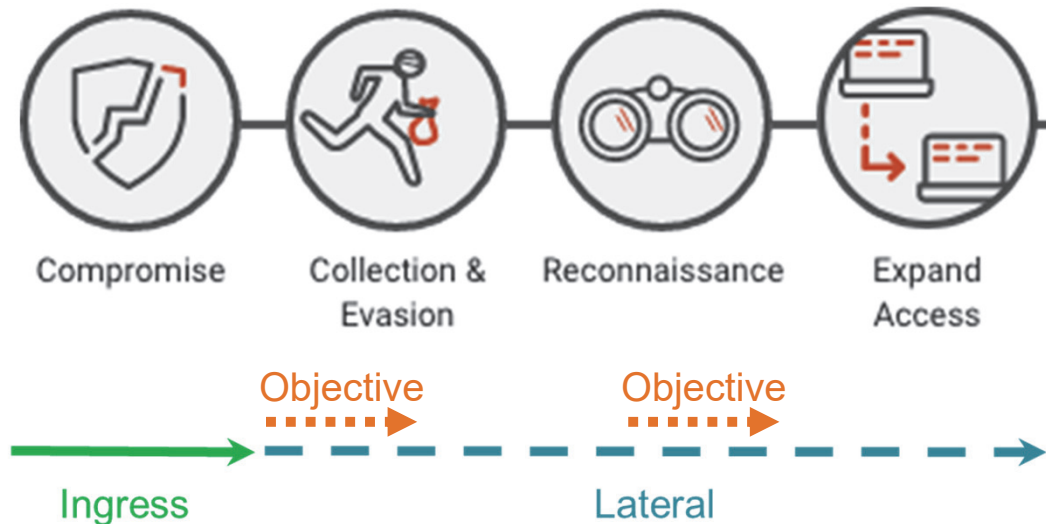 Compromise
Collection &
Evasion
Reconnaissance
Expand
Access
Objective
Objective
Ingress
Lateral